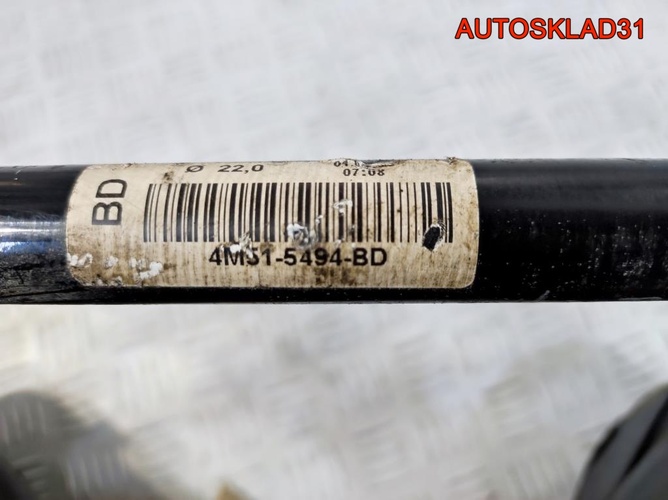 AUTOSKLAD31
BD
Ø 22,0
07:08
4M51-5494-BD